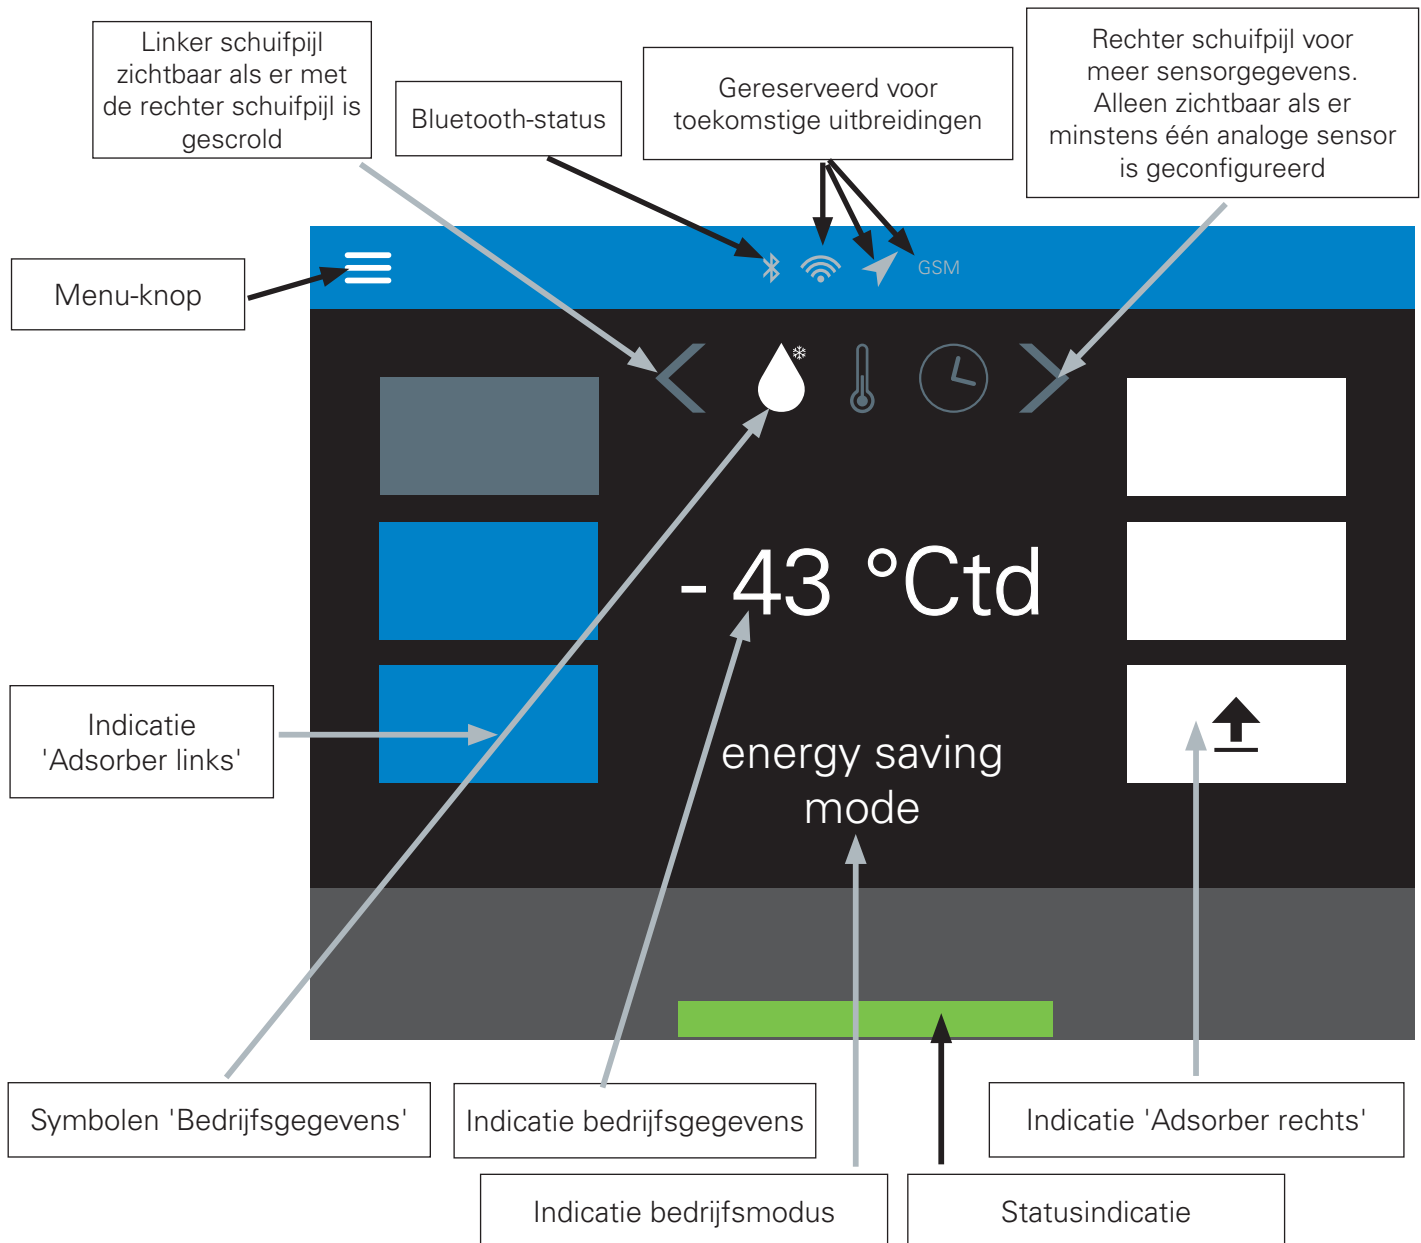 Linker schuifpijl
zichtbaar als er met
de rechter schuifpijl is
gescrold
Bluetooth-status
Gereserveerd voor
toekomstige uitbreidingen
Rechter schuifpijl voor
meer sensorgegevens.
Alleen zichtbaar als er
minstens één analoge sensor
is geconfigureerd
Menu-knop
GSM
- 43 °Ctd
Indicatie
'Adsorber links'
energy saving
mode
Symbolen 'Bedrijfsgegevens'
Indicatie bedrijfsgegevens
Indicatie 'Adsorber rechts'
Indicatie bedrijfsmodus
Statusindicatie